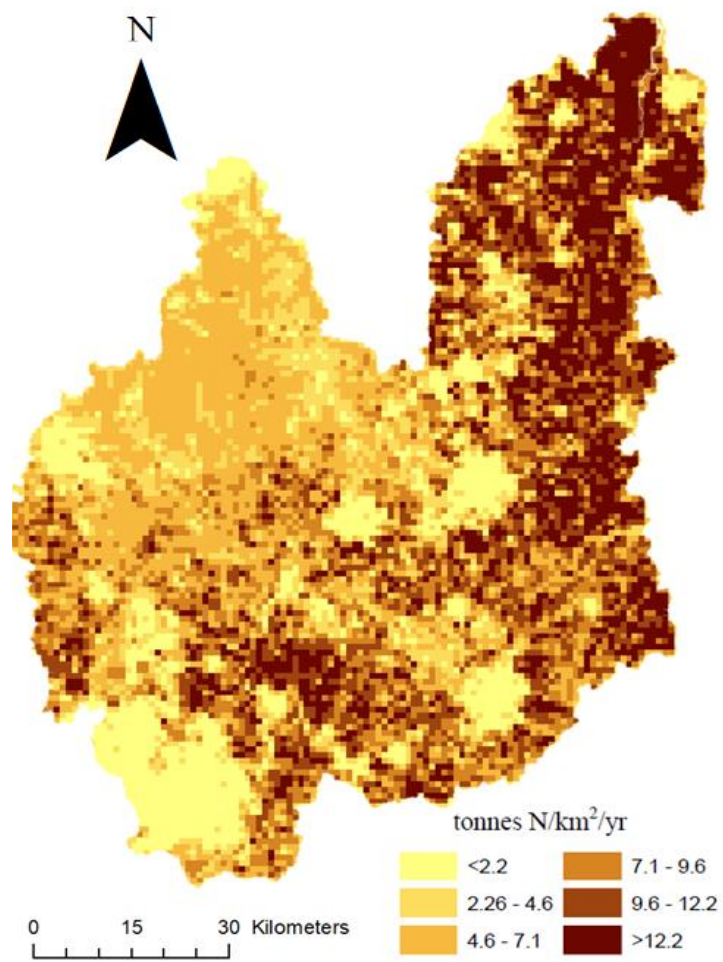 N
tonnes N/km²/yr
<2.2
7.1 - 9.6
2.26 - 4.6
9.6 - 12.2
4.6 - 7.1
>12.2
0 15 30 Kilometers